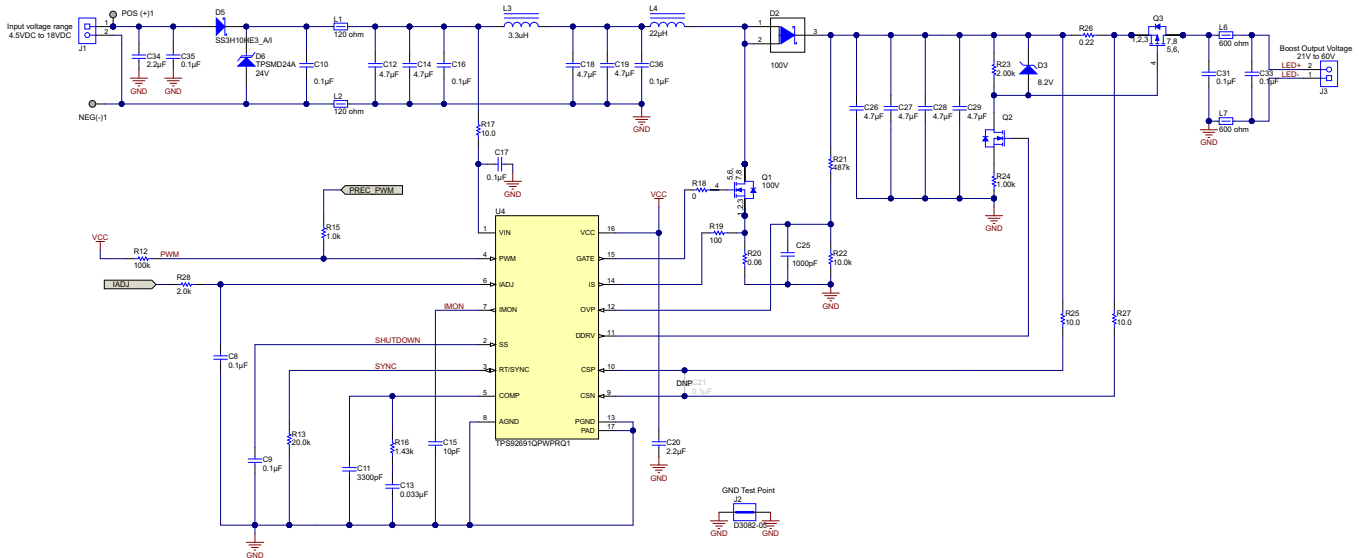 Input voltage range
4.5VDC to 18VDC
J1
1
2
POS (+)1
NEG(-)1
C34
2.2µF
GND
C35
0.1µF
GND
D5
SS3H10HE3_A/I
D6
TPSMD24A
24V
C10
0.1µF
L1
120 ohm
L2
120 ohm
C12
4.7µF
C14
4.7µF
C16
0.1µF
L3
3.3uH
C18
4.7µF
C19
4.7µF
C36
0.1µF
GND
L4
22µH
D2
1
2
3
100V
R26
0.22
Q3
1,2,3
7,8
5,6,
4
L6
600 ohm
L7
600 ohm
C31
0.1µF
C33
0.1µF
GND
Boost Output Voltage
21V to 60V
LED+
2
LED-
1
J3
R23
2.00k
D3
8.2V
C26
4.7µF
C27
4.7µF
C28
4.7µF
C29
4.7µF
Q2
R24
1.00k
GND
R17
10.0
C17
0.1µF
GND
R21
487k
R18
0
4
5,6,
7,8
1,2,3
Q1
100V
R19
100
R20
0.06
C25
1000pF
R22
10.0k
GND
PREC_PWM
R15
1.0k
VCC
R12
100k
PWM
IADJ
R28
2.0k
IMON
SHUTDOWN
SYNC
C8
0.1µF
C9
0.1µF
R13
20.0k
C11
3300pF
R16
1.43k
C13
0.033µF
C15
10pF
GND
U4
1
VIN
4
PWM
6
IADJ
7
IMON
2
SS
3
RT/SYNC
5
COMP
8
AGND
VCC
16
GATE
15
IS
14
OVP
12
DDRV
11
CSP
10
CSN
9
PGND
13
PAD
17
TPS92691QPWPRQ1
VCC
C20
2.2µF
GND
DNP
C21
0.1µF
R25
10.0
R27
10.0
GND Test Point
J2
GND
GND